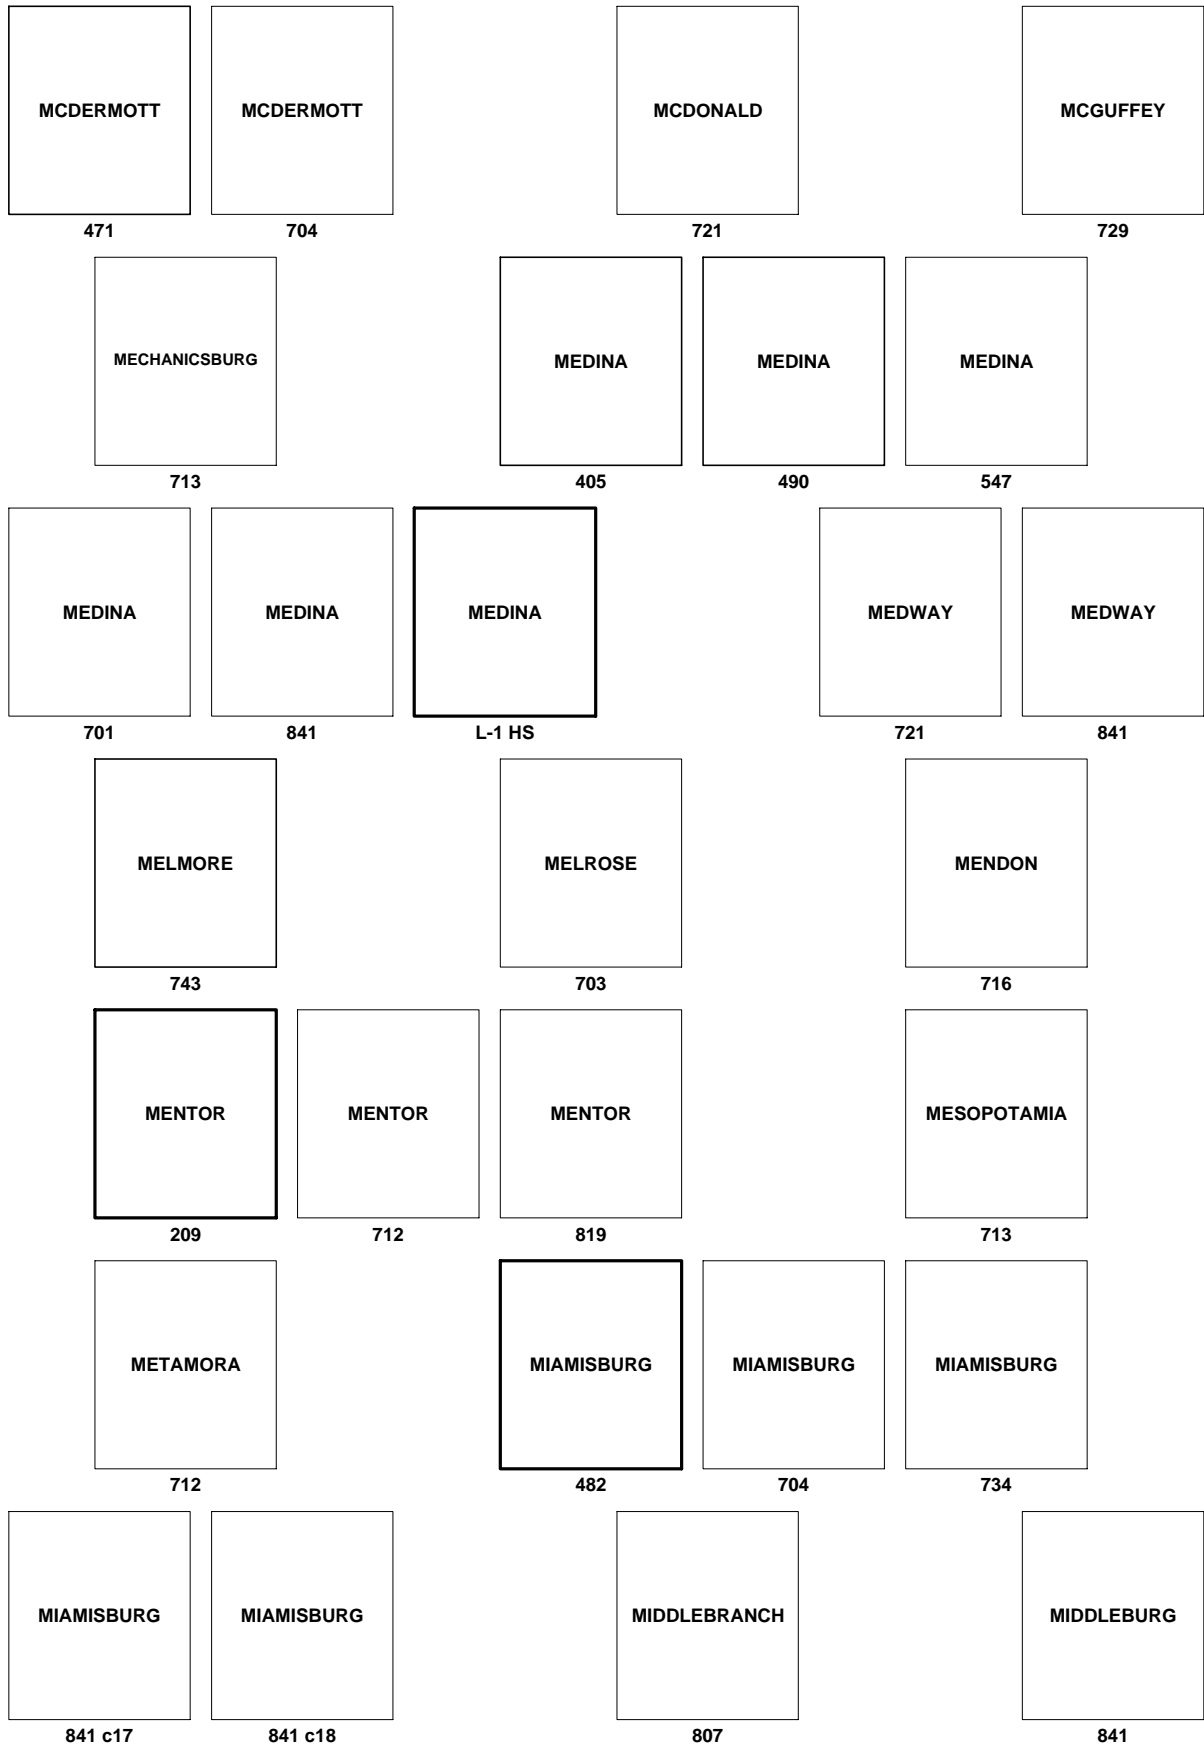 MCDERMOTT MCDERMOTT MCDONALD MCGUFFEY
471 704 721 729
MECHANICSBURG MEDINA MEDINA MEDINA
713 405 490 547
MEDINA MEDINA MEDINA MEDWAY MEDWAY
701 841 L-1 HS 721 841
MELMORE MELROSE MENDON
743 703 716
MENTOR MENTOR MENTOR MESOPOTAMIA
209 712 819 713
METAMORA MIAMISBURG MIAMISBURG MIAMISBURG
712 482 704 734
MIAMISBURG MIAMISBURG MIDDLEBRANCH MIDDLEBURG
841 c17 841 c18 807 841